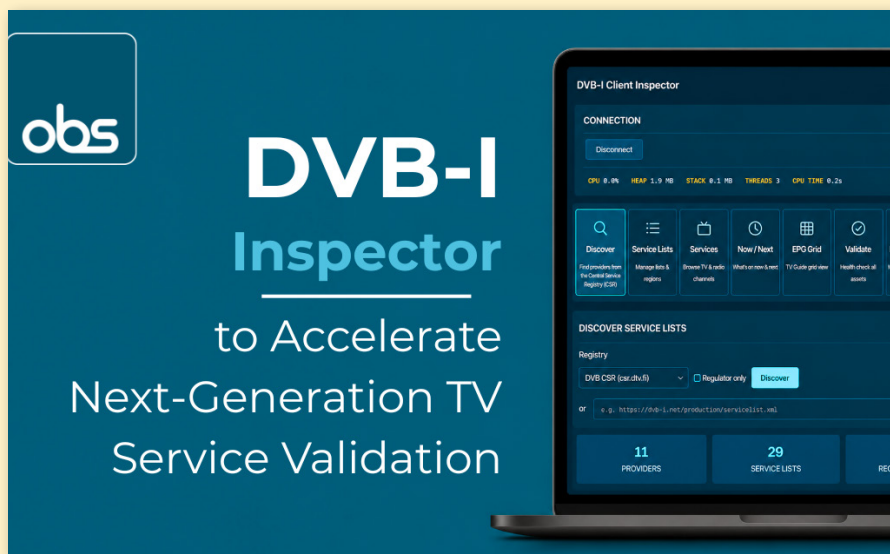 obs
DVB-I
Inspector
to Accelerate
Next-Generation TV
Service Validation
DVB-I Client Inspector
CONNECTION
Disconnect
CPU 0.0% HEAP 1.9 MB STACK 0.1 MB THREADS 3 CPU TIME 0.2s
Discover
Find providers from
the Central Service
Registry (CSR)
Service Lists
Manage lists &
regions
Services
Browse TV & radio
channels
Now / Next
What's on now & next
EPG Grid
TV Guide grid view
Validate
Health check all
assets
DISCOVER SERVICE LISTS
Registry
DVB CSR (csr.dtv.fi)
Regulator only
Discover
or
e.g. https://dvb-i.net/production/servicelist.xml
11
PROVIDERS
29
SERVICE LISTS